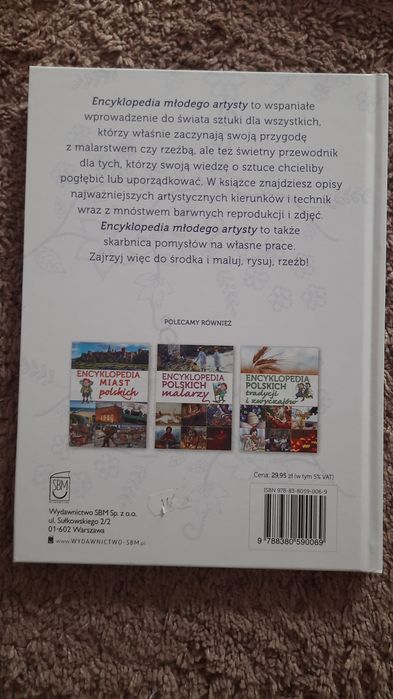 Encyklopedia młodego artysty to wspaniałe
wprowadzenie do świata sztuki dla wszystkich,
którzy właśnie zaczynają swoją przygodę
z malarstwem czy rzeźbą, ale też świetny przewodnik
dla tych, którzy swoją wiedzę o sztuce chcieliby
pogłębić lub uporządkować. W książce znajdziesz opisy
najważniejszych artystycznych kierunków i technik
wraz z mnóstwem barwnych reprodukcji i zdjęć.
Encyklopedia młodego artysty to także
skarbnica pomysłów na własne prace.
Zajrzyj więc do środka i maluj, rysuj, rzeźb!
POLECAMY RÓWNIEŻ
ENCYKLOPEDIA
MIAST
polskich
ENCYKLOPEDIA
POLSKICH
malarzy
ENCYKLOPEDIA
POLSKICH
tradycji
i zwyczajów
SBM
Wydawnictwo SBM Sp. z o.o.
ul. Sułkowskiego 2/2
01-602 Warszawa
www.WYDAWNICTWO-SBM.pl
Cena: 29,95 zł (w tym 5% VAT)
ISBN 978-83-8059-006-9
9 788380 590069